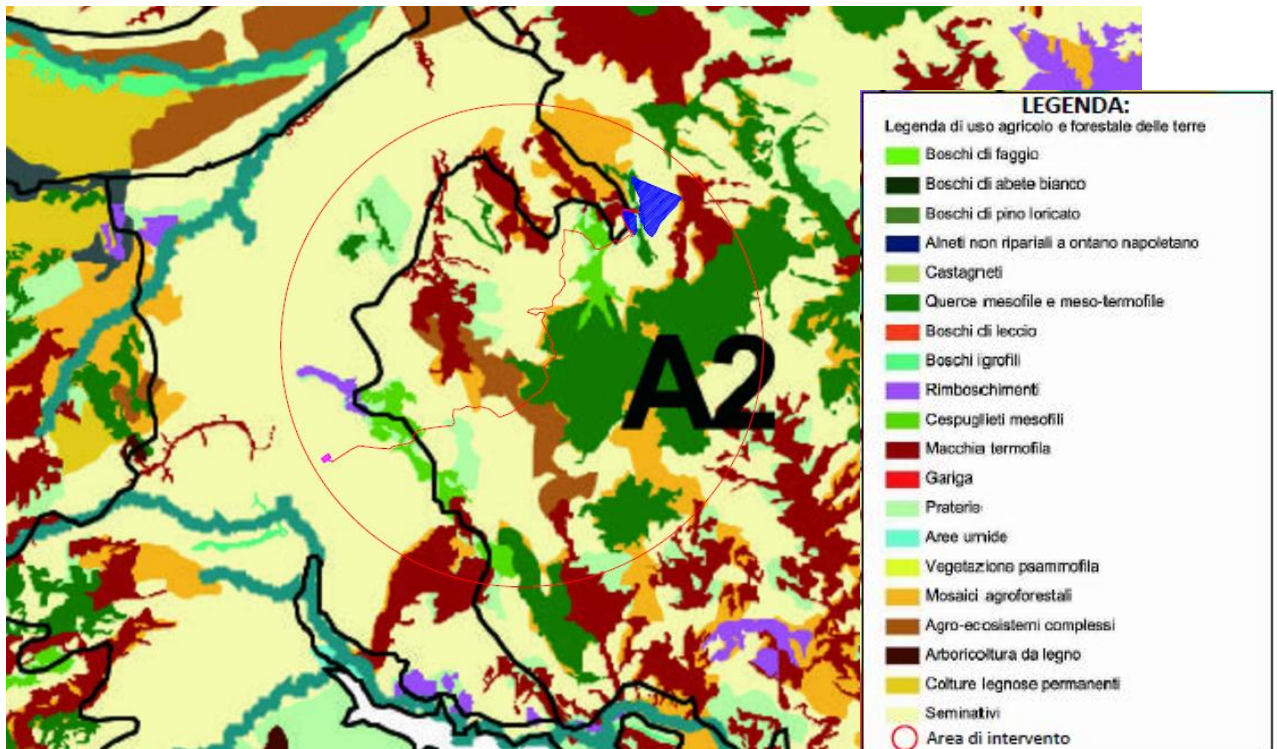 A2
LEGENDA:
Legenda di uso agricolo e forestale delle terre
Boschi di faggio
Boschi di abete bianco
Boschi di pino loricato
Alneti non ripariali a ontano napoletano
Castagneti
Querce mesofile e meso-termofile
Boschi di leccio
Boschi igrofili
Rimboschimenti
Cespuglieti mesofili
Macchia termofila
Gariga
Praterie
Aree umide
Vegetazione psammofila
Mosaici agroforestali
Agro-ecosistemi complessi
Arboricoltura da legno
Colture legnose permanenti
Seminativi
Area di intervento